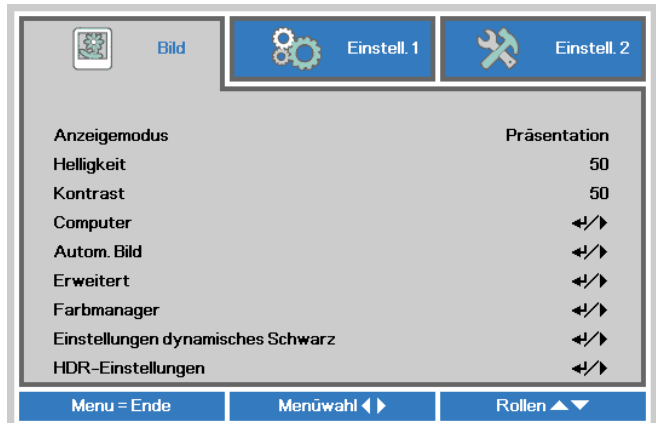 Bild
Einstell. 1
Einstell. 2
Anzeigemodus Präsentation
Helligkeit 50
Kontrast 50
Computer ↵/▶
Autom. Bild ↵/▶
Erweitert ↵/▶
Farbmanager ↵/▶
Einstellungen dynamisches Schwarz ↵/▶
HDR-Einstellungen ↵/▶
Menu = Ende
Menüwahl ◀ ▶
Rollen ▲▼